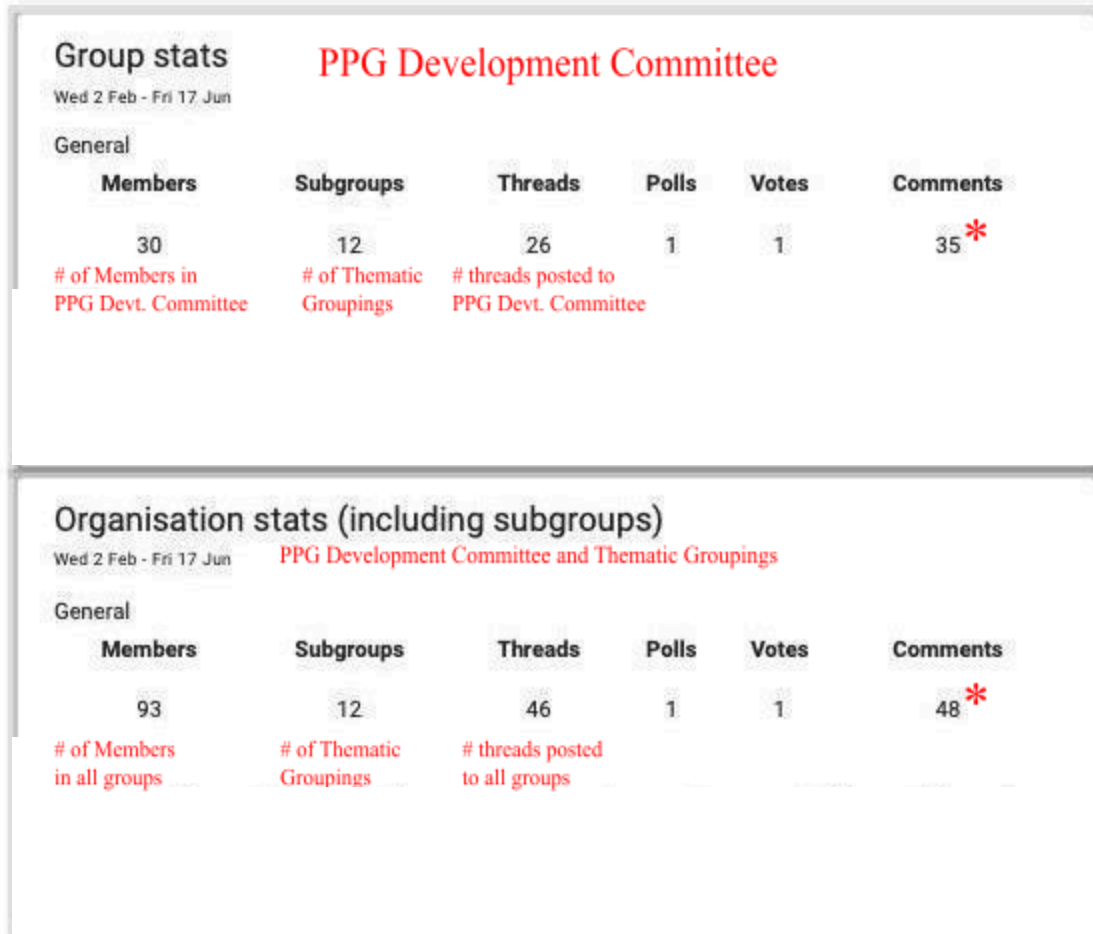 Group stats PPG Development Committee
Wed 2 Feb - Fri 17 Jun
General
Members Subgroups Threads Polls Votes Comments
30 12 26 1 1 35 *
# of Members in # of Thematic # threads posted to
PPG Devt. Committee Groupings PPG Devt. Committee
Organisation stats (including subgroups)
Wed 2 Feb - Fri 17 Jun PPG Development Committee and Thematic Groupings
General
Members Subgroups Threads Polls Votes Comments
93 12 46 1 1 48 *
# of Members # of Thematic # threads posted
in all groups Groupings to all groups